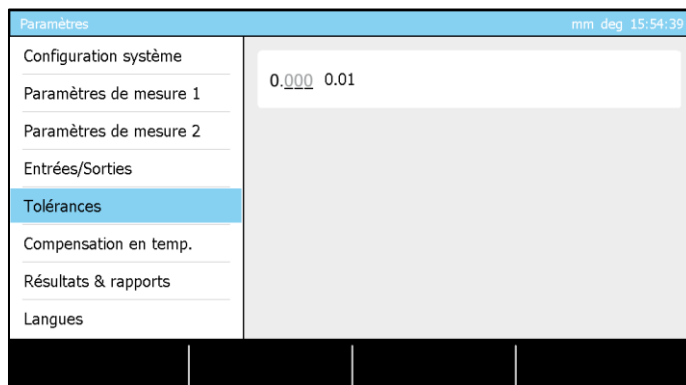 Paramètres mm deg 15:54:39
Configuration système
Paramètres de mesure 1
Paramètres de mesure 2
Entrées/Sorties
Tolérances
Compensation en temp.
Résultats & rapports
Langues
0.000 0.01